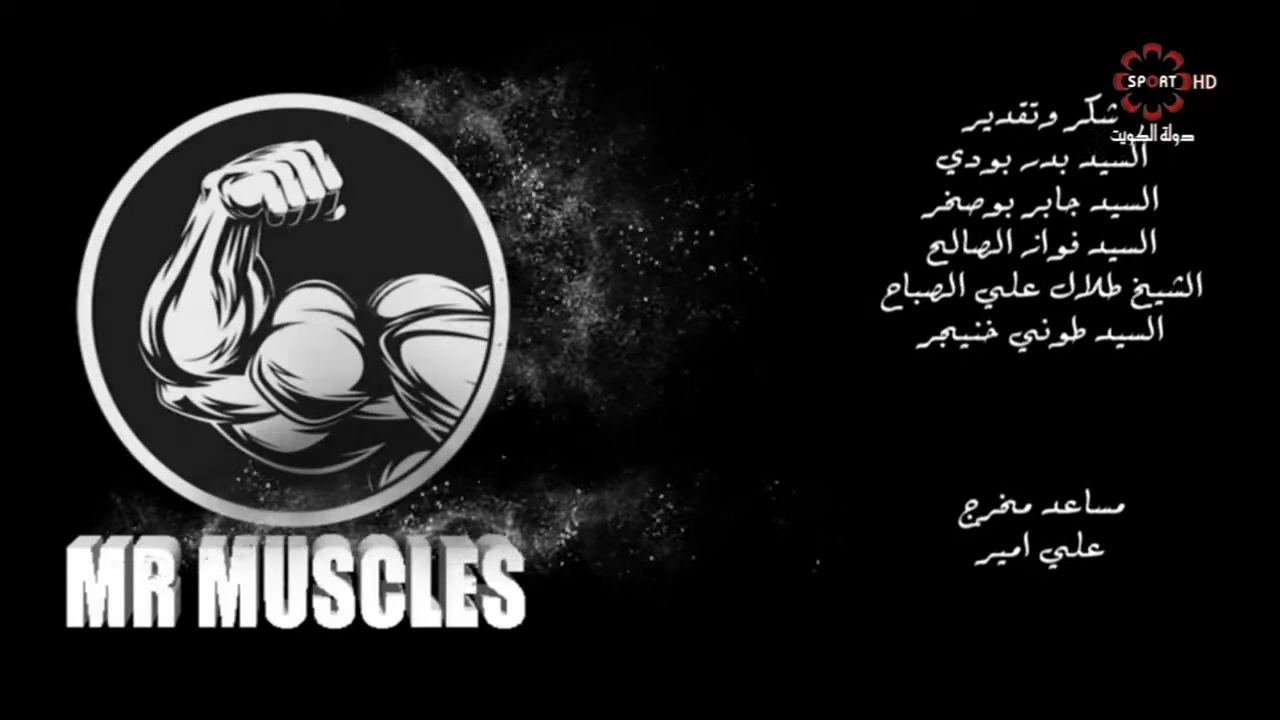 SPORT HD
دولة الكويت
شكر وتقدير
السيد بدر بودي
السيد جابر بوصخر
السيد فواز الصالح
الشيخ طلال علي الصباح
السيد طوني خنيجر
مساعد مخرج
علي امير
MR MUSCLES